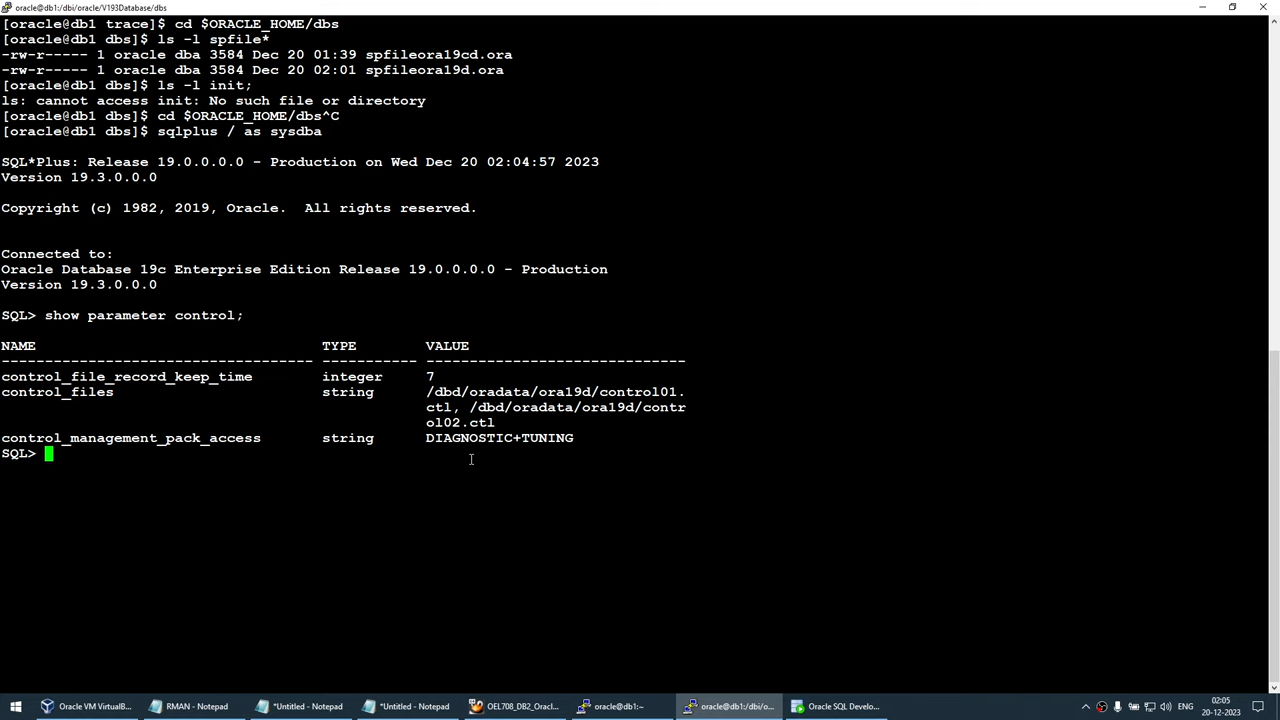 oracle@db1:/dbi/oracle/V193Database/dbs
[oracle@db1 trace]$ cd $ORACLE_HOME/dbs
[oracle@db1 dbs]$ ls -l spfile*
-rw-r----- 1 oracle dba 3584 Dec 20 01:39 spfileora19cd.ora
-rw-r----- 1 oracle dba 3584 Dec 20 02:01 spfileora19d.ora
[oracle@db1 dbs]$ ls -l init;
ls: cannot access init: No such file or directory
[oracle@db1 dbs]$ cd $ORACLE_HOME/dbs^C
[oracle@db1 dbs]$ sqlplus / as sysdba
SQL*Plus: Release 19.0.0.0.0 - Production on Wed Dec 20 02:04:57 2023
Version 19.3.0.0.0
Copyright (c) 1982, 2019, Oracle.  All rights reserved.
Connected to:
Oracle Database 19c Enterprise Edition Release 19.0.0.0.0 - Production
Version 19.3.0.0.0
SQL> show parameter control;
NAME TYPE VALUE
------------------------------------ ----------- ------------------------------
control_file_record_keep_time integer 7
control_files string /dbd/oradata/ora19d/control01.
ctl, /dbd/oradata/ora19d/contr
ol02.ctl
control_management_pack_access string DIAGNOSTIC+TUNING
SQL>
Oracle VM VirtualB... RMAN - Notepad *Untitled - Notepad *Untitled - Notepad OEL708_DB2_Oracl... oracle@db1:~ oracle@db1:/dbi/o... Oracle SQL Develo... ENG 02:05
20-12-2023